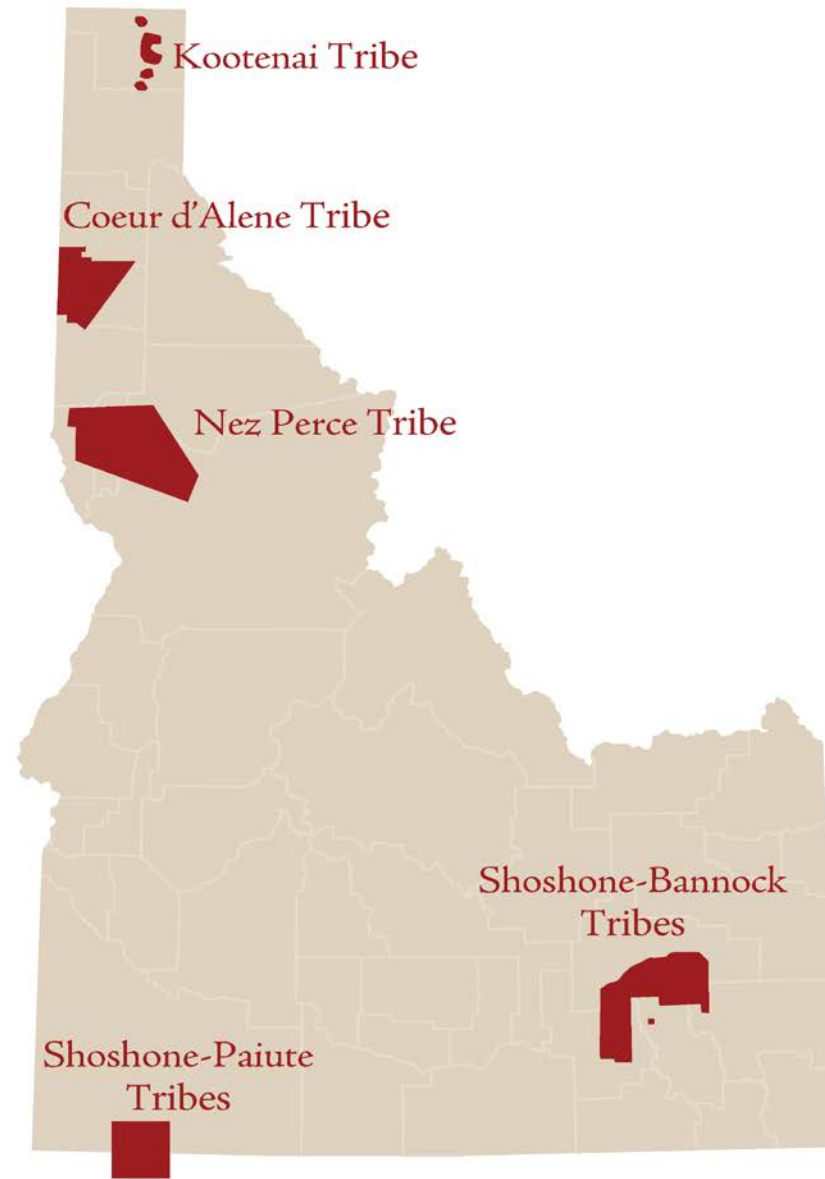 Kootenai Tribe
Coeur d'Alene Tribe
Nez Perce Tribe
Shoshone-Bannock
Tribes
Shoshone-Paiute
Tribes